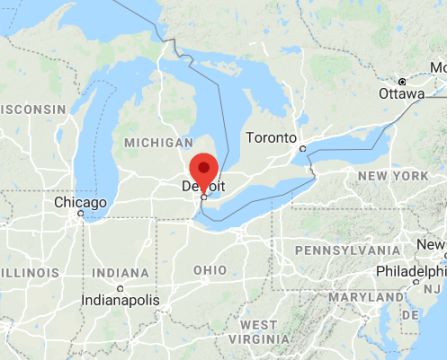 Ottawa
Mo
ISCONSIN
MICHIGAN
Toronto
Detroit
NEW YORK
Chicago
PENNSYLVANIA
New
ILLINOIS
INDIANA
OHIO
Philadelph
Indianapolis
MARYLAND
NJ
DE
WEST
VIRGINIA